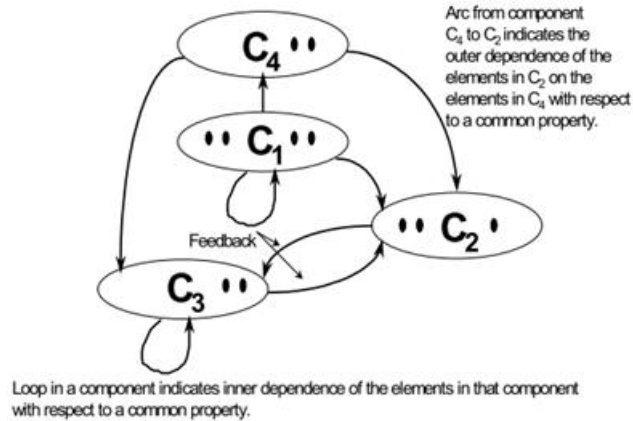 Arc from component
C₄ to C₂ indicates the
outer dependence of the
elements in C₂ on the
elements in C₄ with respect
to a common property.
C₄
C₁
C₂
Feedback
C₃
Loop in a component indicates inner dependence of the elements in that component
with respect to a common property.